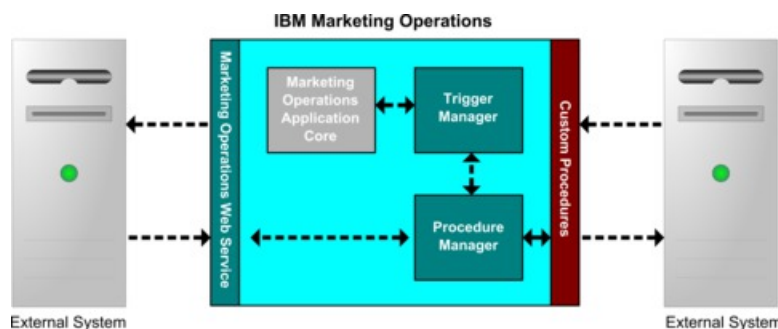 IBM Marketing Operations
Marketing Operations Web Service
Marketing
Operations
Application
Core
Trigger
Manager
Procedure
Manager
Custom Procedures
External System
External System